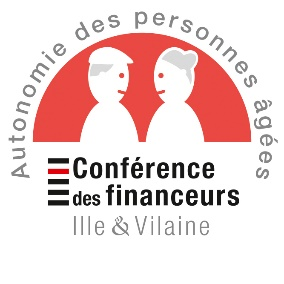 Autonomie des personnes âgées
Conférence
des financeurs
Ille & Vilaine